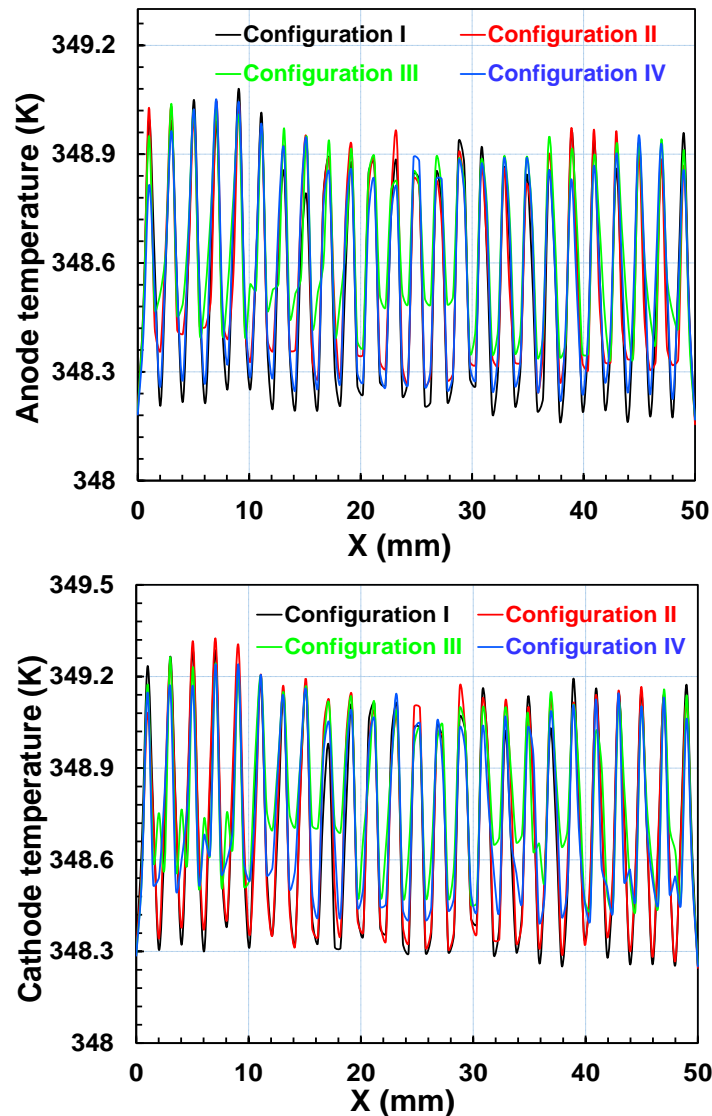 349.2
Configuration I Configuration II
Configuration III Configuration IV
348.9
348.6
348.3
348
Anode temperature (K)
0 10 20 30 40 50
X (mm)
349.5
Configuration I Configuration II
Configuration III Configuration IV
349.2
348.9
348.6
348.3
348
Cathode temperature (K)
0 10 20 30 40 50
X (mm)